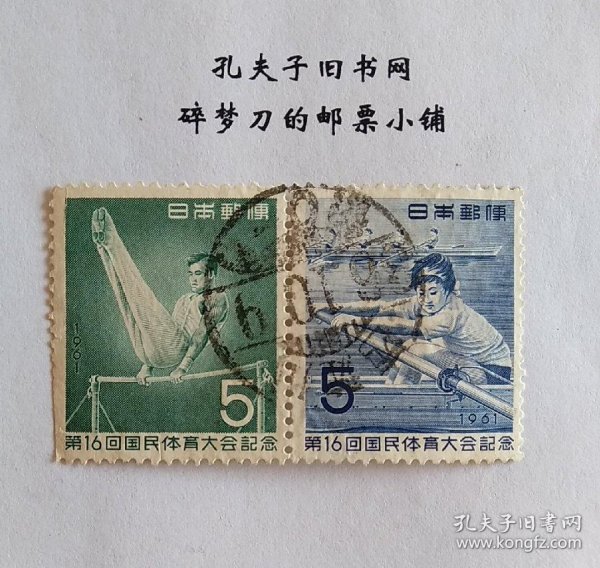 孔夫子旧书网
碎梦刀的邮票小铺
日本郵便
1961
5
第16回国民体育大会記念
日本郵便
5
1961
第16回国民体育大会記念
孔夫子旧書网
www.kongfz.com